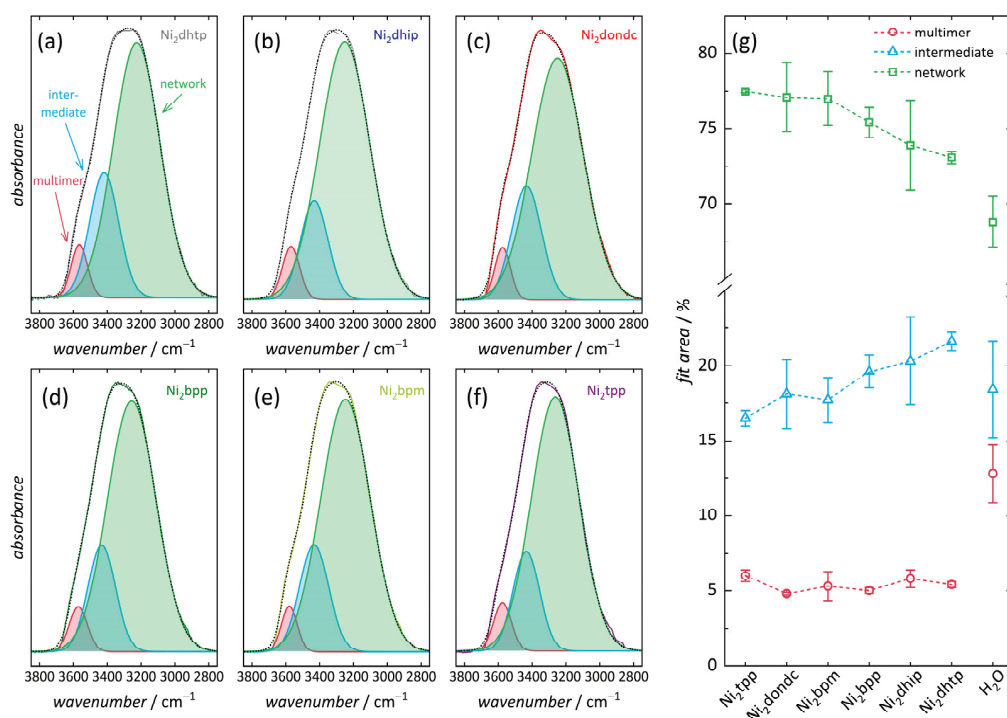 (a)
Ni₂dhtp
inter-
mediate
network
multimer
absorbance
3800 3600 3400 3200 3000 2800
wavenumber / cm⁻¹
(b)
Ni₂dhip
3800 3600 3400 3200 3000 2800
wavenumber / cm⁻¹
(c)
Ni₂dondc
3800 3600 3400 3200 3000 2800
wavenumber / cm⁻¹
(d)
Ni₂bpp
absorbance
3800 3600 3400 3200 3000 2800
wavenumber / cm⁻¹
(e)
Ni₂bpm
3800 3600 3400 3200 3000 2800
wavenumber / cm⁻¹
(f)
Ni₂tpp
3800 3600 3400 3200 3000 2800
wavenumber / cm⁻¹
(g)
multimer
intermediate
network
fit area / %
80
75
70
20
15
10
5
0
Ni₂tpp
Ni₂dondc
Ni₂bpm
Ni₂bpp
Ni₂dhip
Ni₂dhtp
H₂O